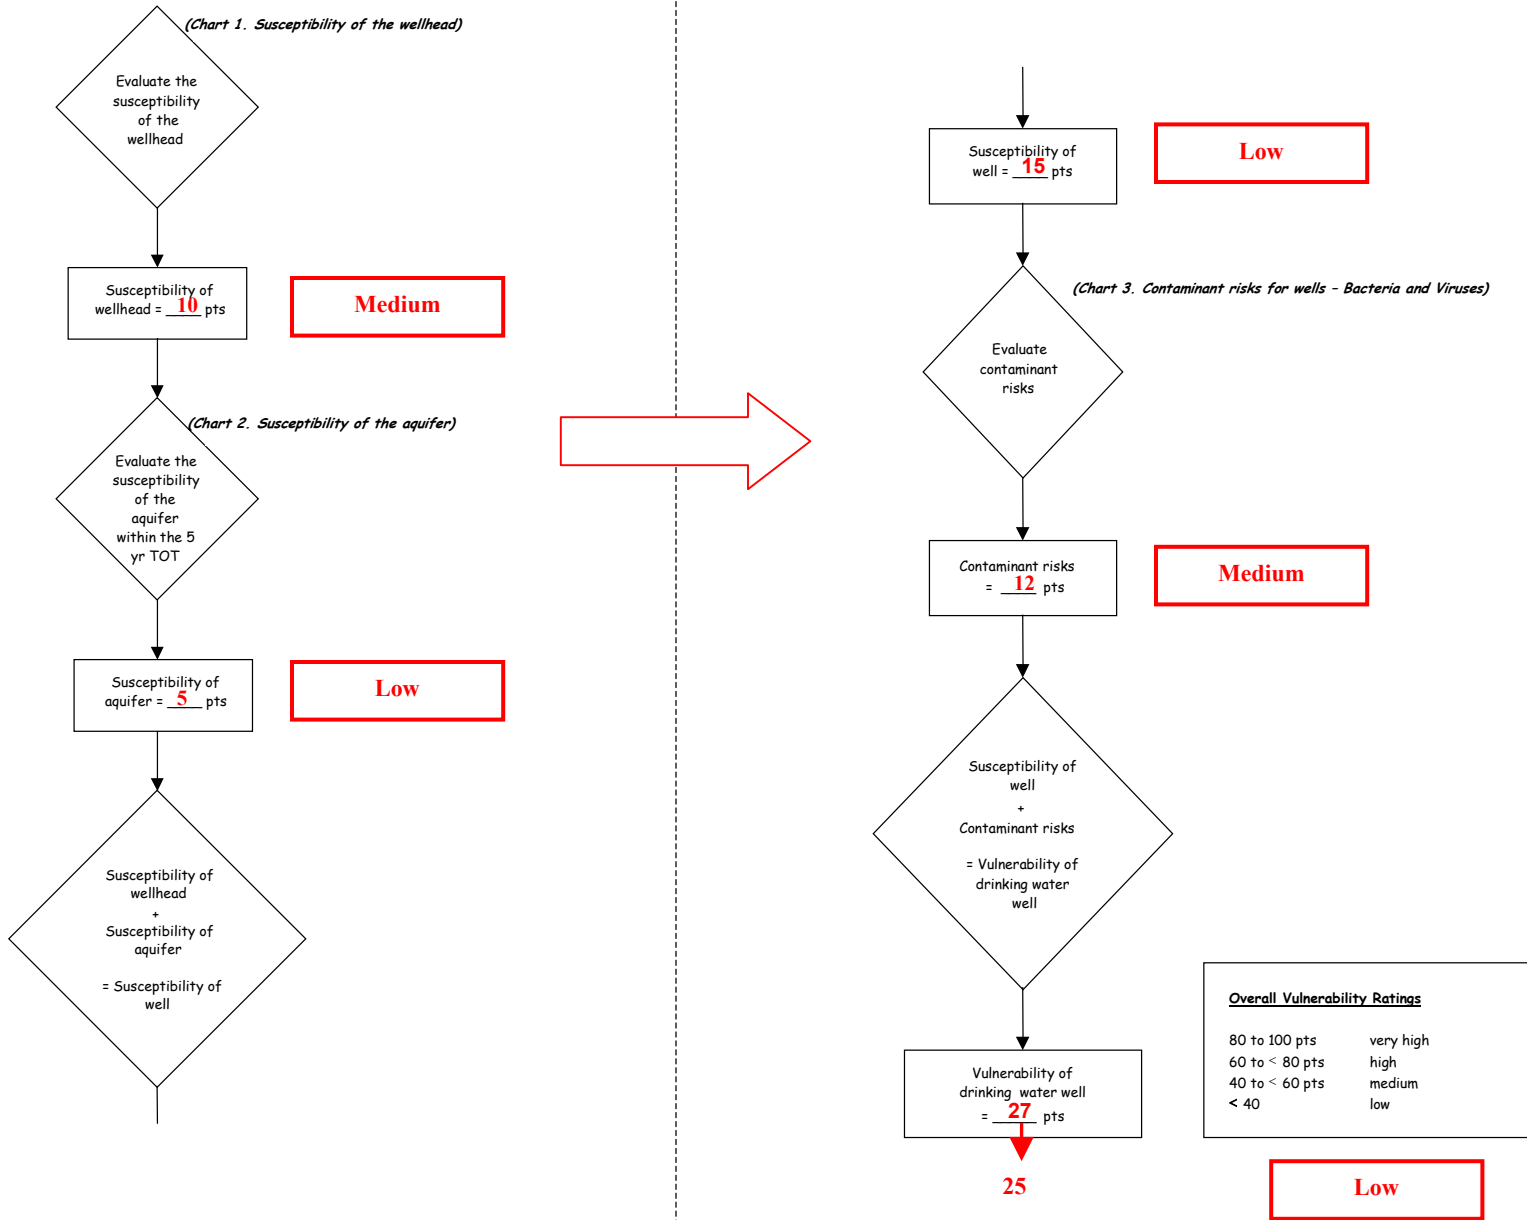 (Chart 1. Susceptibility of the wellhead)
Evaluate the
susceptibility
of the
wellhead
Susceptibility of
wellhead = 10 pts
Medium
(Chart 2. Susceptibility of the aquifer)
Evaluate the
susceptibility
of the
aquifer
within the 5
yr TOT
Susceptibility of
aquifer = 5 pts
Low
Susceptibility of
wellhead
+
Susceptibility of
aquifer
= Susceptibility of
well
Susceptibility of
well = 15 pts
Low
(Chart 3. Contaminant risks for wells – Bacteria and Viruses)
Evaluate
contaminant
risks
Contaminant risks
= 12 pts
Medium
Susceptibility of
well
+
Contaminant risks
= Vulnerability of
drinking water
well
Vulnerability of
drinking water well
= 27 pts
25
Overall Vulnerability Ratings
80 to 100 pts very high
60 to < 80 pts high
40 to < 60 pts medium
< 40 low
Low